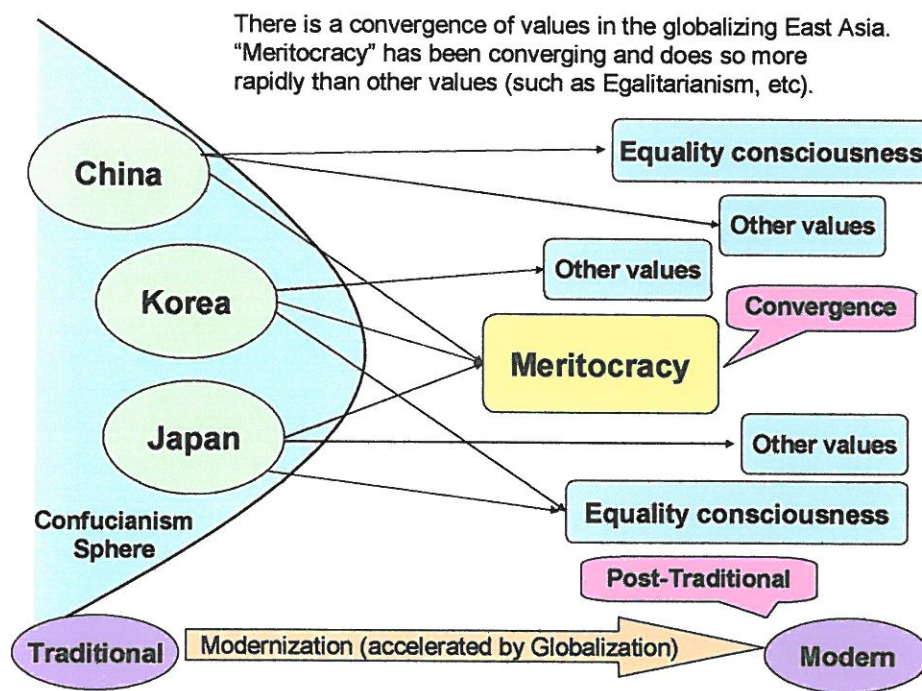 There is a convergence of values in the globalizing East Asia.
“Meritocracy” has been converging and does so more
rapidly than other values (such as Egalitarianism, etc).
China
Equality consciousness
Other values
Korea
Other values
Convergence
Meritocracy
Japan
Other values
Equality consciousness
Confucianism
Sphere
Post-Traditional
Traditional
Modernization (accelerated by Globalization)
Modern